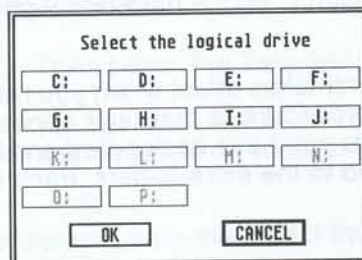 Select the logical drive
C: D: E: F:
G: H: I: J:
K: L: M: N:
O: P:
OK CANCEL